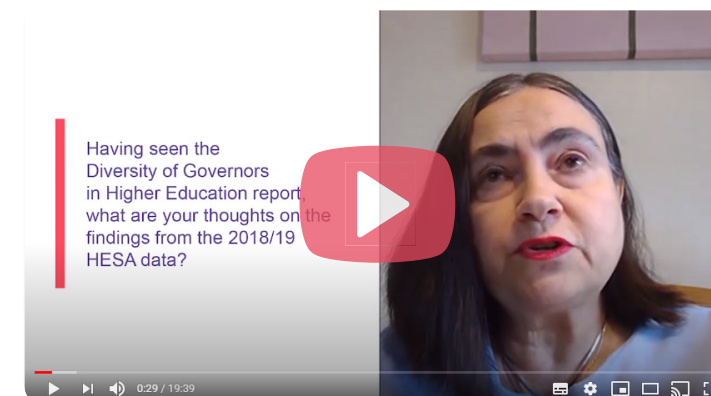 Having seen the
Diversity of Governors
in Higher Education report,
what are your thoughts on the
findings from the 2018/19
HESA data?
0:29 / 19:39